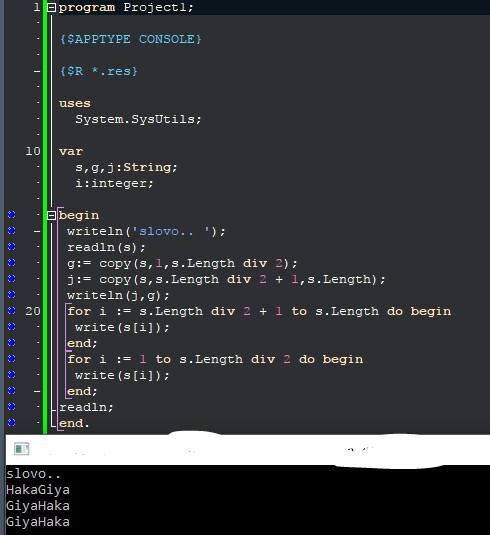 1 program Project1;
{$APPTYPE CONSOLE}
{$R *.res}
uses
System.SysUtils;
10 var
s,g,j:String;
i:integer;
begin
writeln('slovo.. ');
readln(s);
g:= copy(s,1,s.Length div 2);
j:= copy(s,s.Length div 2 + 1,s.Length);
writeln(j,g);
20 for i := s.Length div 2 + 1 to s.Length do begin
write(s[i]);
end;
for i := 1 to s.Length div 2 do begin
write(s[i]);
end;
readln;
end.
slovo..
HakaGiya
GiyaHaka
GiyaHaka